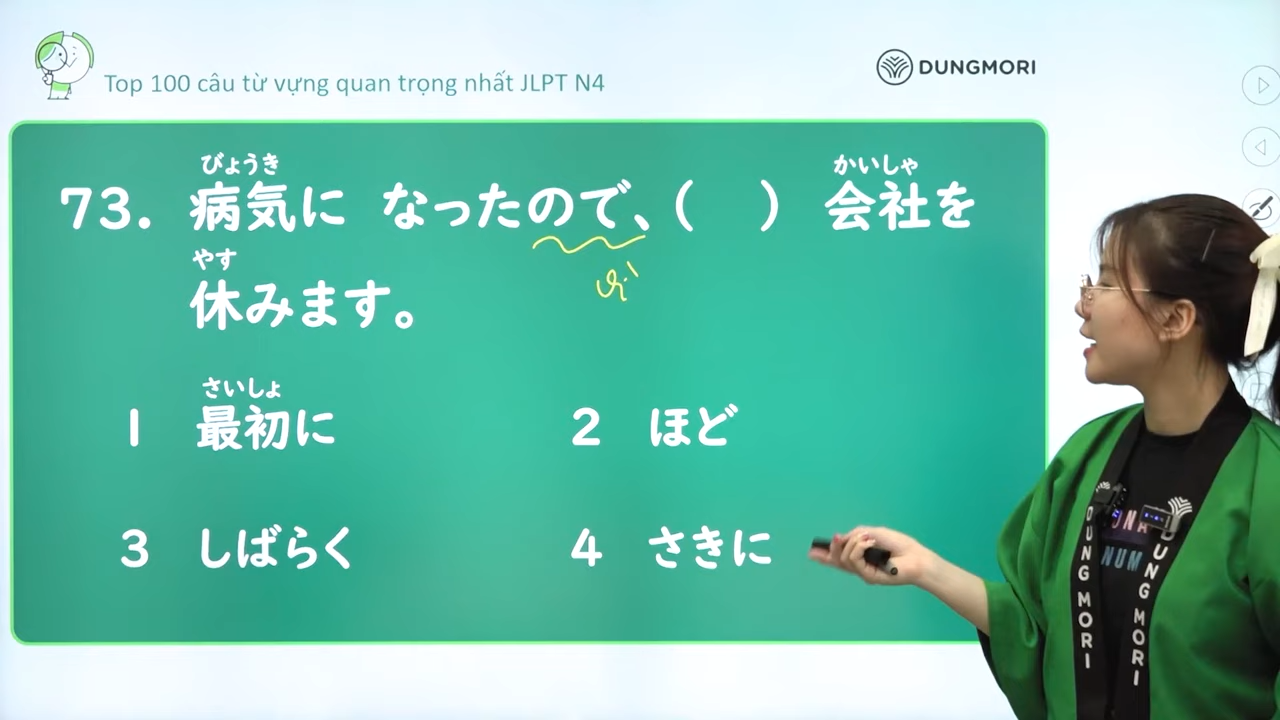 Top 100 câu từ vựng quan trọng nhất JLPT N4
DUNGMORI
びょうき かいしゃ
73. 病気に なったので、( ) 会社を
やす
休みます。
vì
さいしょ
1 最初に 2 ほど
3 しばらく 4 さきに
DUNGMORI
DUNGMORI